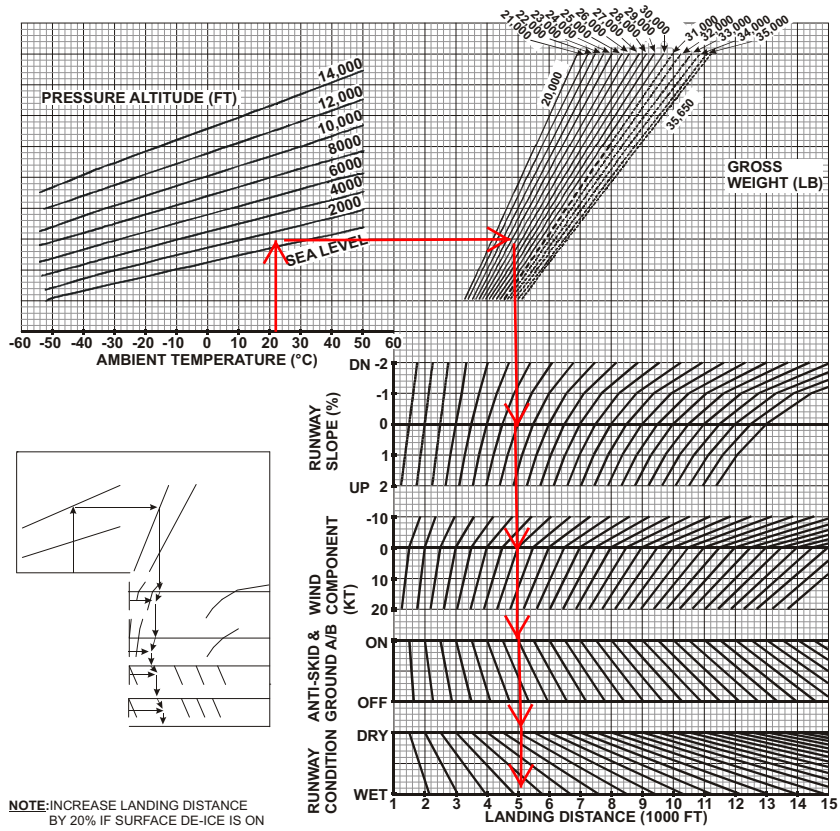 21,000
22,000
23,000
24,000
25,000
26,000
27,000
28,000
29,000
30,000
31,000
32,000
33,000
34,000
35,000
20,000
35,650
GROSS
WEIGHT (LB)
PRESSURE ALTITUDE (FT)
14,000
12,000
10,000
8000
6000
4000
2000
SEA LEVEL
-60 -50 -40 -30 -20 -10 0 10 20 30 40 50 60
AMBIENT TEMPERATURE (°C)
RUNWAY
SLOPE (%)
DN -2
-1
0
1
UP 2
WIND
COMPONENT
(KT)
-10
0
10
20
ANTI-SKID &
GROUND A/B
ON
OFF
RUNWAY
CONDITION
DRY
WET
1 2 3 4 5 6 7 8 9 10 11 12 13 14 15
LANDING DISTANCE (1000 FT)
NOTE:INCREASE LANDING DISTANCE
BY 20% IF SURFACE DE-ICE IS ON